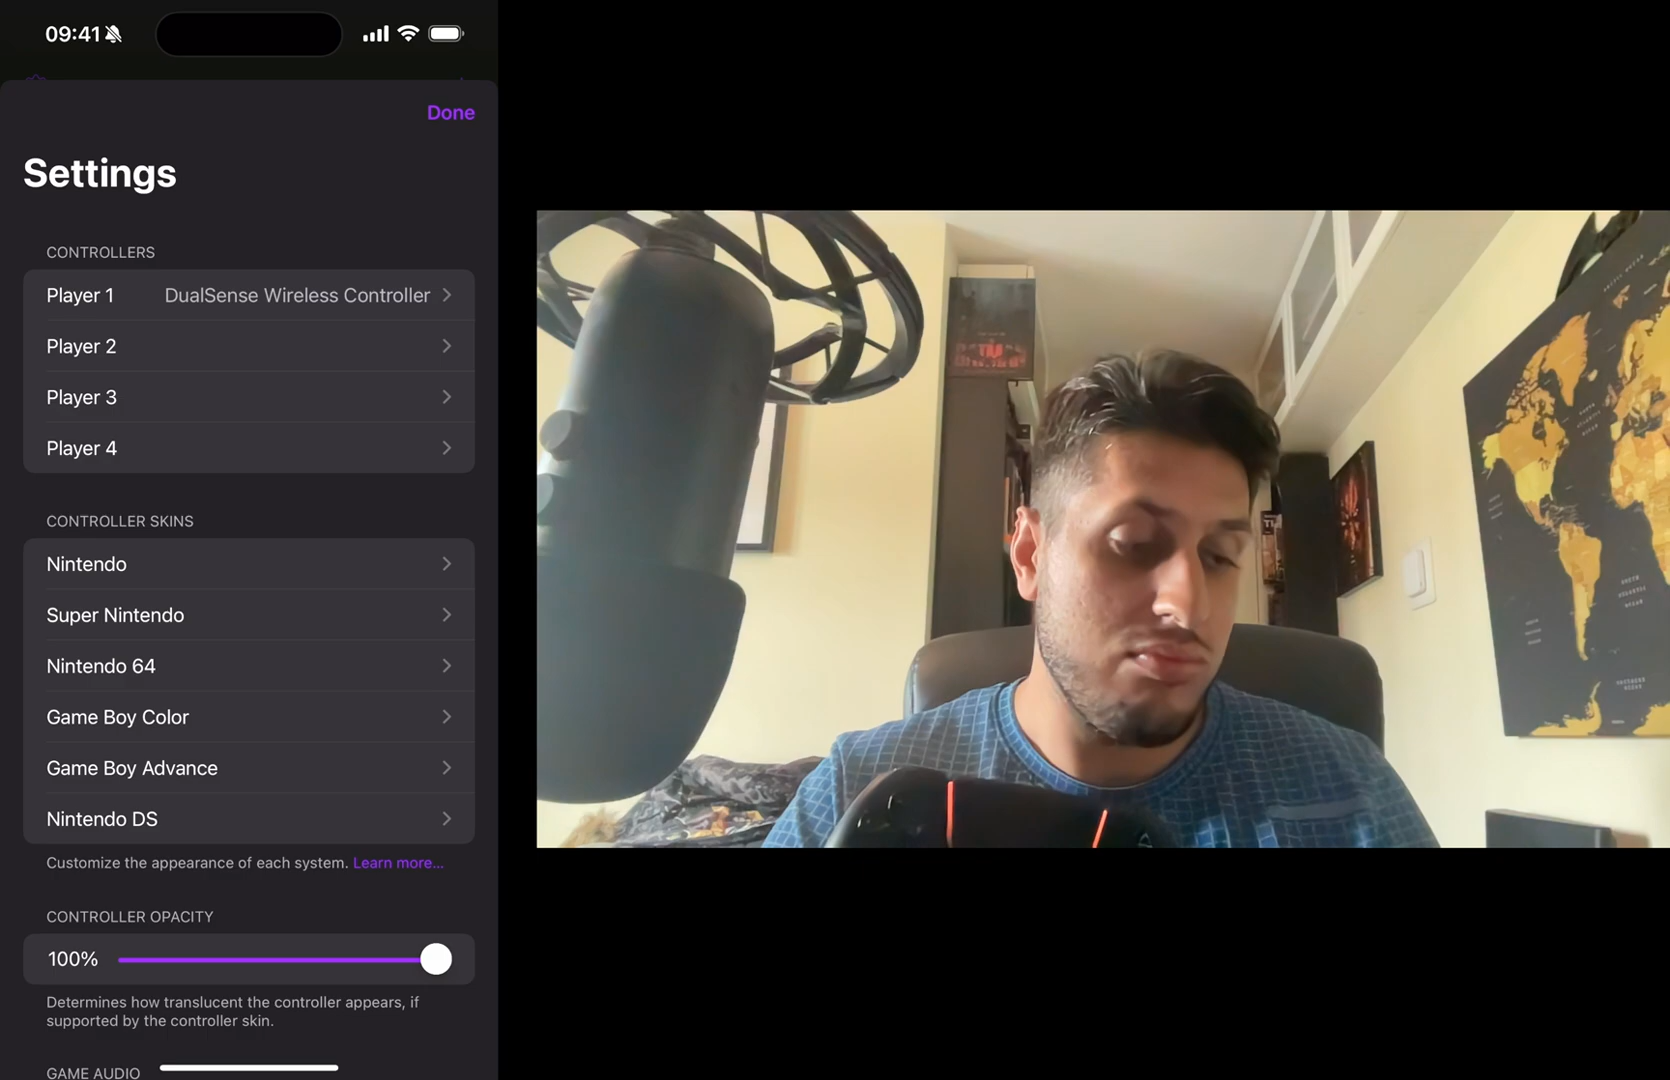 09:41
Done
Settings
CONTROLLERS
Player 1 DualSense Wireless Controller
Player 2
Player 3
Player 4
CONTROLLER SKINS
Nintendo
Super Nintendo
Nintendo 64
Game Boy Color
Game Boy Advance
Nintendo DS
Customize the appearance of each system. Learn more...
CONTROLLER OPACITY
100%
Determines how translucent the controller appears, if
supported by the controller skin.
GAME AUDIO